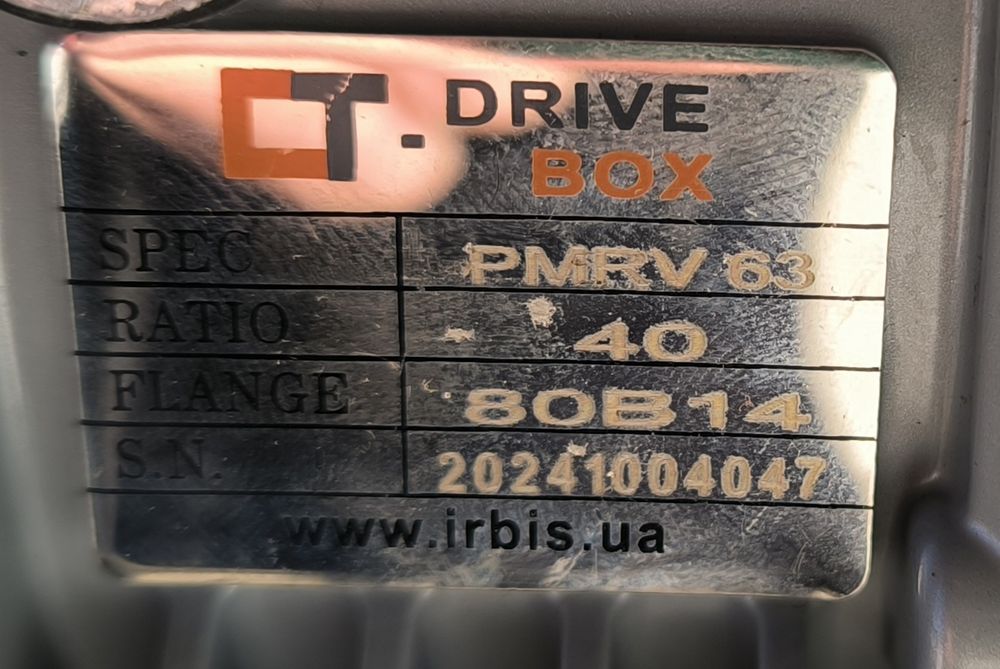 CT. DRIVE
BOX
SPEC PMRV 63
RATIO 40
FLANGE 80B14
S.N. 20241004047
www.irbis.ua